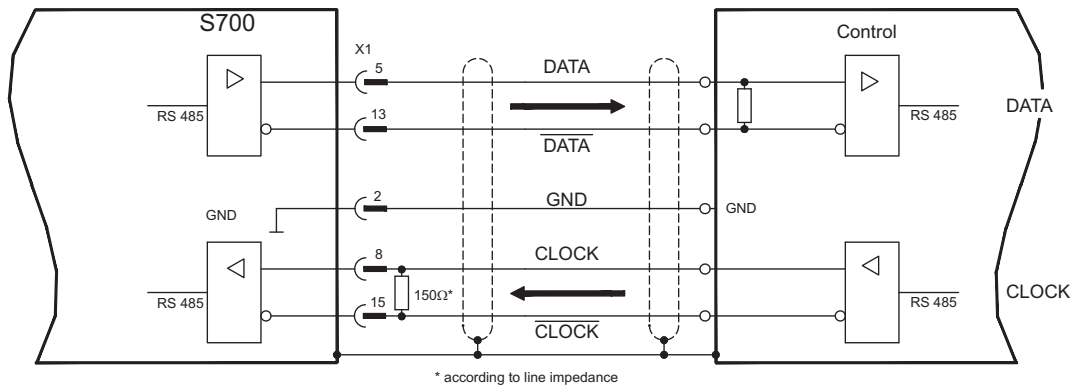 S700
Control
X1
5
DATA
RS 485
RS 485
DATA
13
DATA
2
GND
GND
GND
8
CLOCK
RS 485
150Ω*
RS 485
CLOCK
15
CLOCK
* according to line impedance